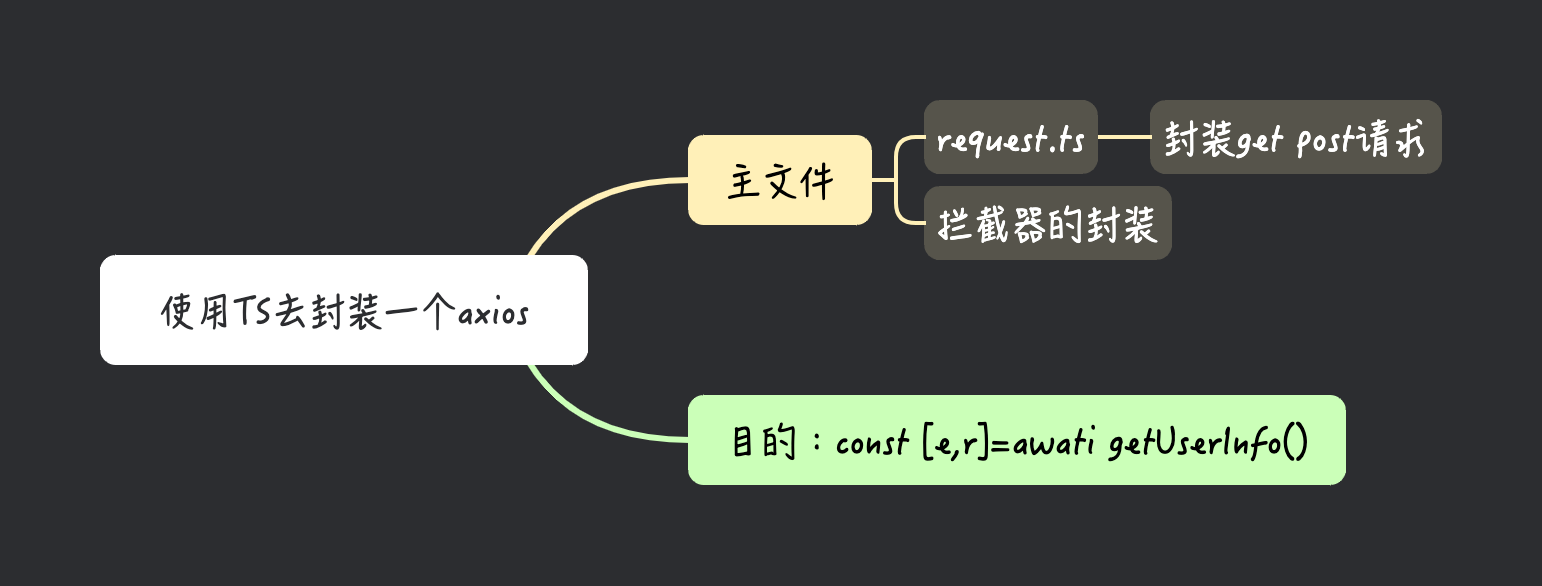 使用TS去封装一个axios
主文件
request.ts
封装get post请求
拦截器的封装
目的：const [e,r]=awati getUserInfo()